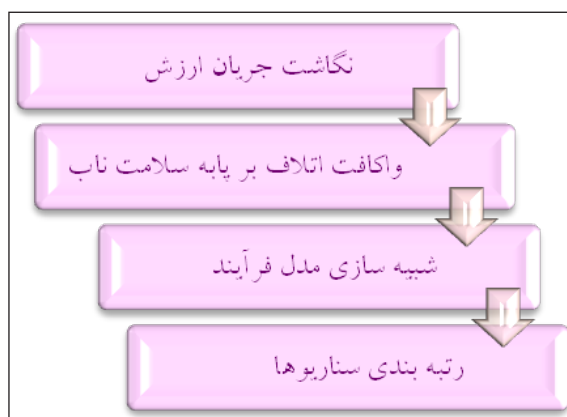 نگاشت جریان ارزش
واکافت اتلاف بر پایه سلامت ناب
شبیه سازی مدل فرآیند
رتبه بندی سناریوها